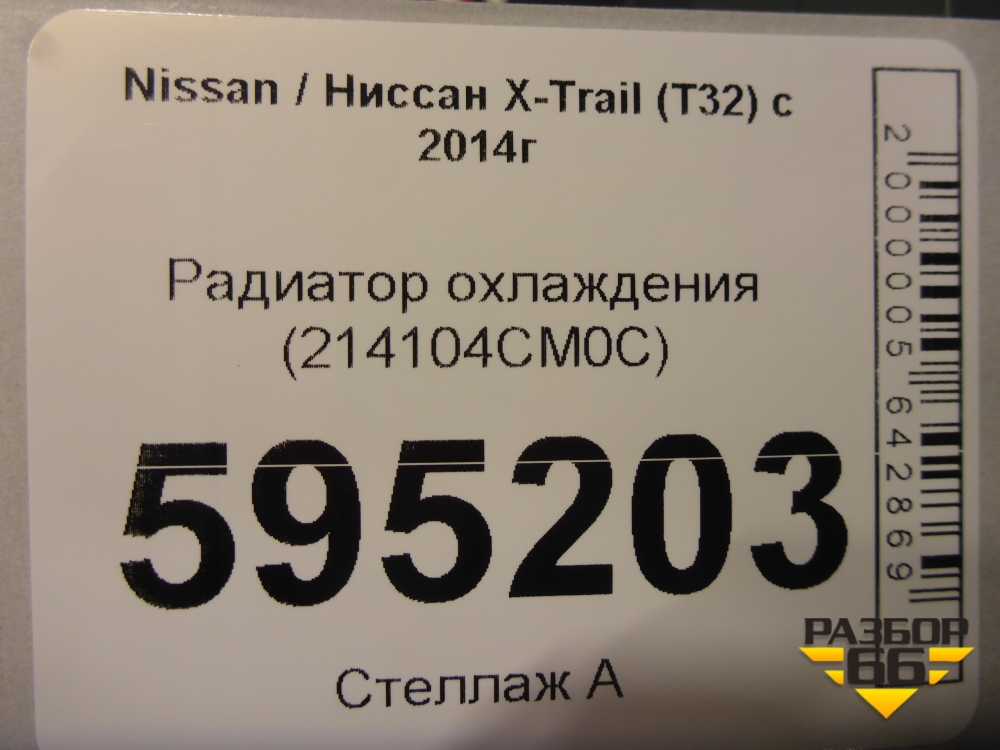 Nissan / Ниссан X-Trail (T32) с
2014г
Радиатор охлаждения
(214104CM0C)
595203
Стеллаж А
2000005642869
РАЗБОР
66